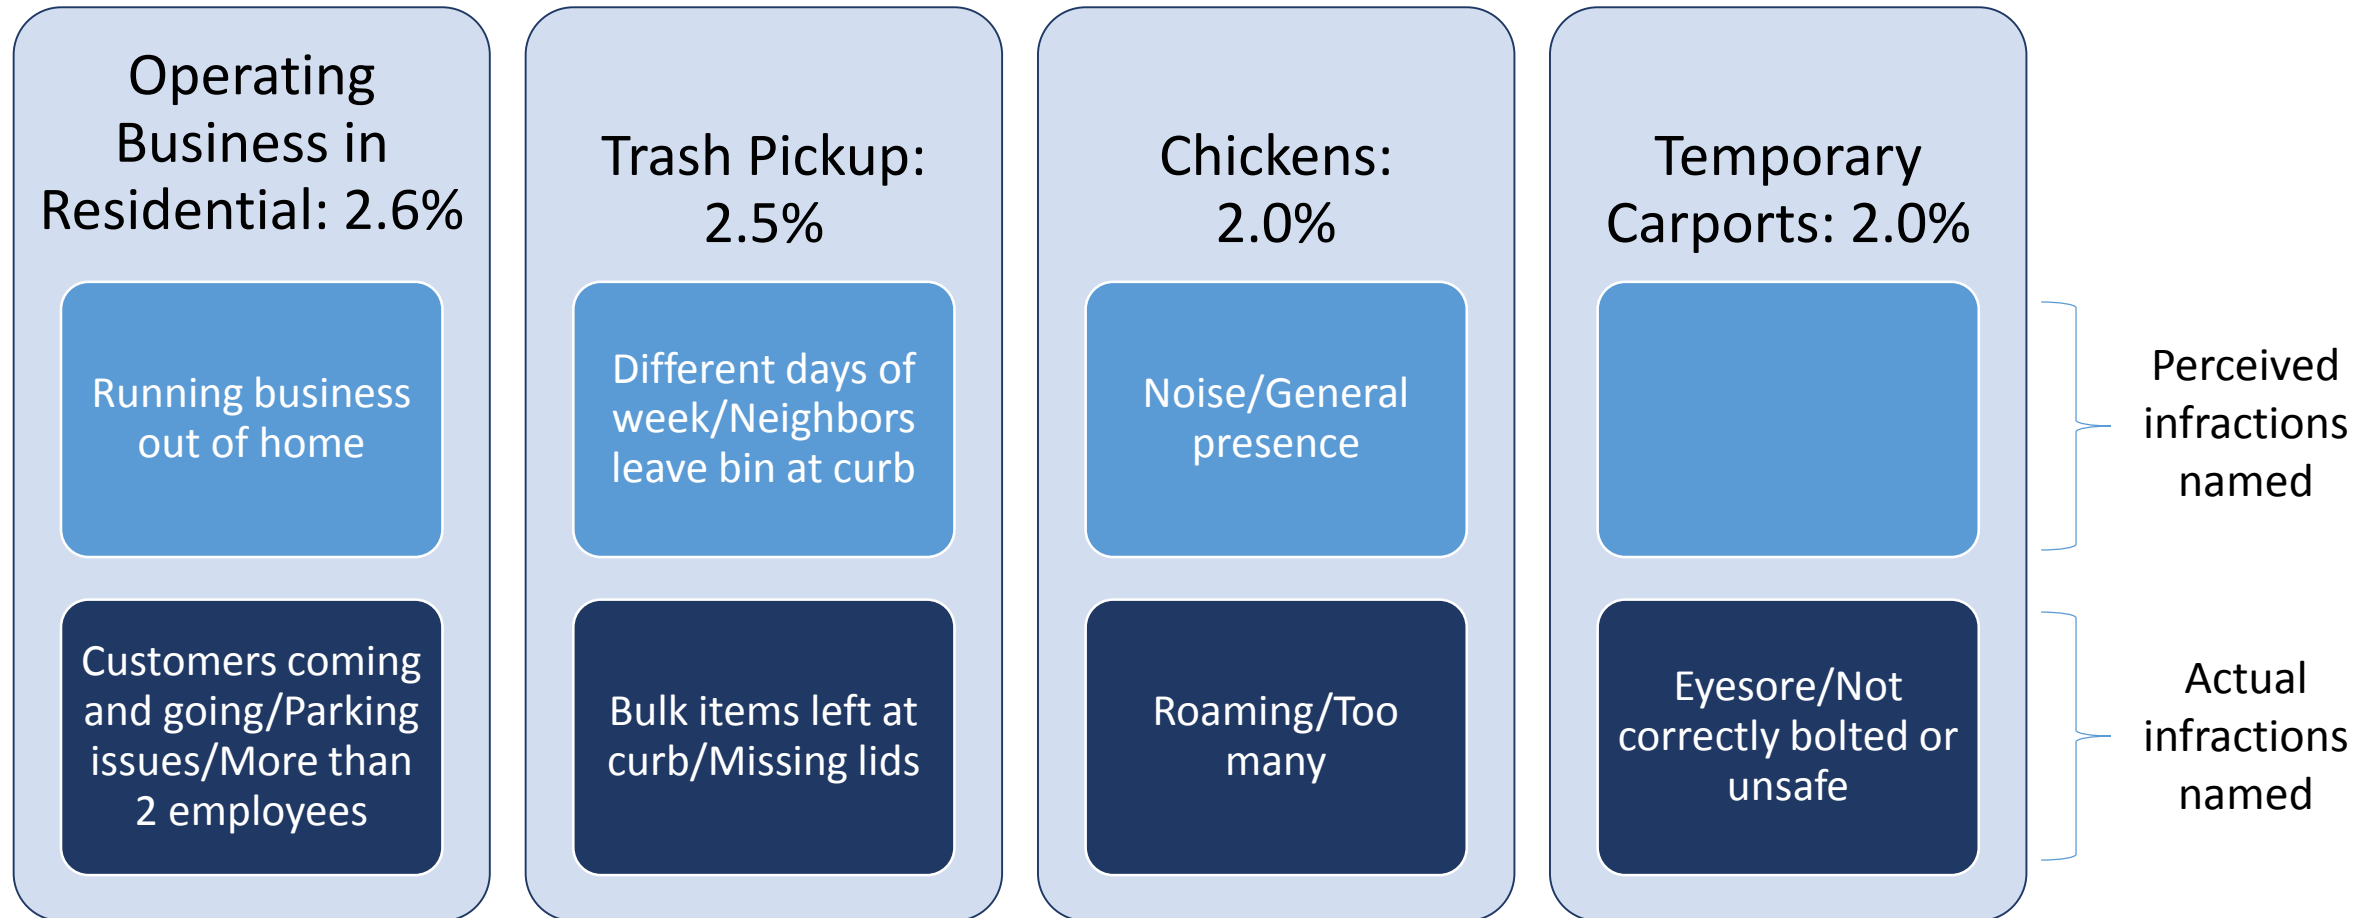 Operating
Business in
Residential: 2.6%
Running business
out of home
Customers coming
and going/Parking
issues/More than
2 employees
Trash Pickup:
2.5%
Different days of
week/Neighbors
leave bin at curb
Bulk items left at
curb/Missing lids
Chickens:
2.0%
Noise/General
presence
Roaming/Too
many
Temporary
Carports: 2.0%
Eyesore/Not
correctly bolted or
unsafe
Perceived
infractions
named
Actual
infractions
named